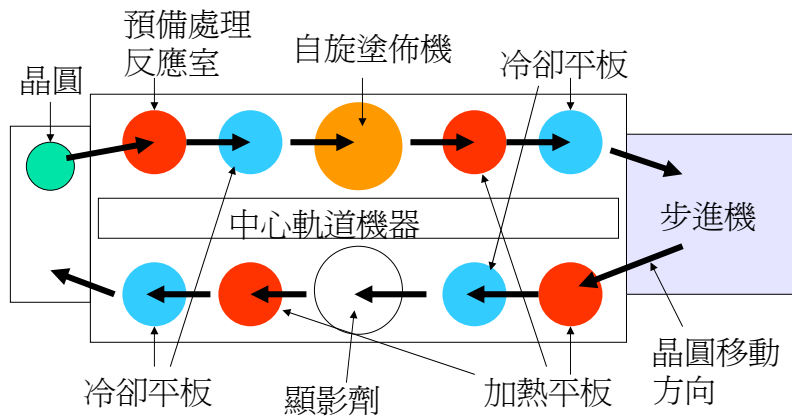 預備處理
反應室
自旋塗佈機
冷卻平板
晶圓
中心軌道機器
步進機
冷卻平板
顯影劑
加熱平板
晶圓移動
方向